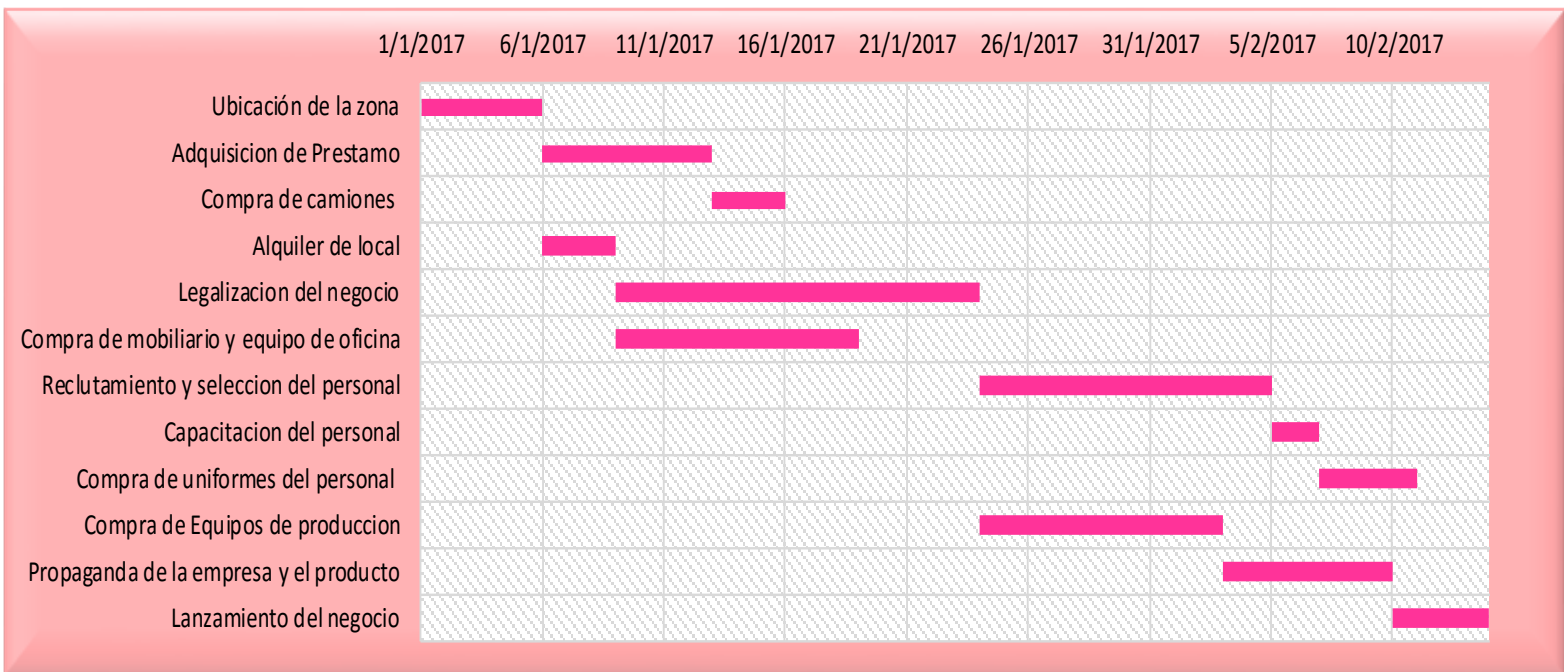 1/1/2017 6/1/2017 11/1/2017 16/1/2017 21/1/2017 26/1/2017 31/1/2017 5/2/2017 10/2/2017
Ubicación de la zona
Adquisicion de Prestamo
Compra de camiones
Alquiler de local
Legalizacion del negocio
Compra de mobiliario y equipo de oficina
Reclutamiento y seleccion del personal
Capacitacion del personal
Compra de uniformes del personal
Compra de Equipos de produccion
Propaganda de la empresa y el producto
Lanzamiento del negocio